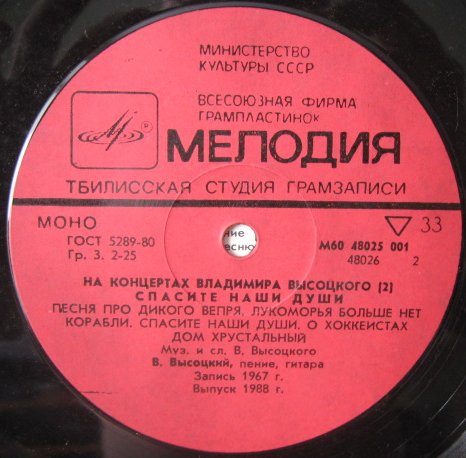 МИНИСТЕРСТВО
КУЛЬТУРЫ СССР
ВСЕСОЮЗНАЯ ФИРМА
ГРАМПЛАСТИНОК
МЕЛОДИЯ
ТБИЛИССКАЯ СТУДИЯ ГРАМЗАПИСИ
МОНО
33
ГОСТ 5289-80
Гр. 3. 2-25
ние
есню
М60 48025 001
48026 2
НА КОНЦЕРТАХ ВЛАДИМИРА ВЫСОЦКОГО (2)
СПАСИТЕ НАШИ ДУШИ
ПЕСНЯ ПРО ДИКОГО ВЕПРЯ, ЛУКОМОРЬЯ БОЛЬШЕ НЕТ
КОРАБЛИ. СПАСИТЕ НАШИ ДУШИ. О ХОККЕИСТАХ
ДОМ ХРУСТАЛЬНЫЙ
Муз. и сл. В. Высоцкого
В. Высоцкий, пение, гитара
Запись 1967 г.
Выпуск 1988 г.